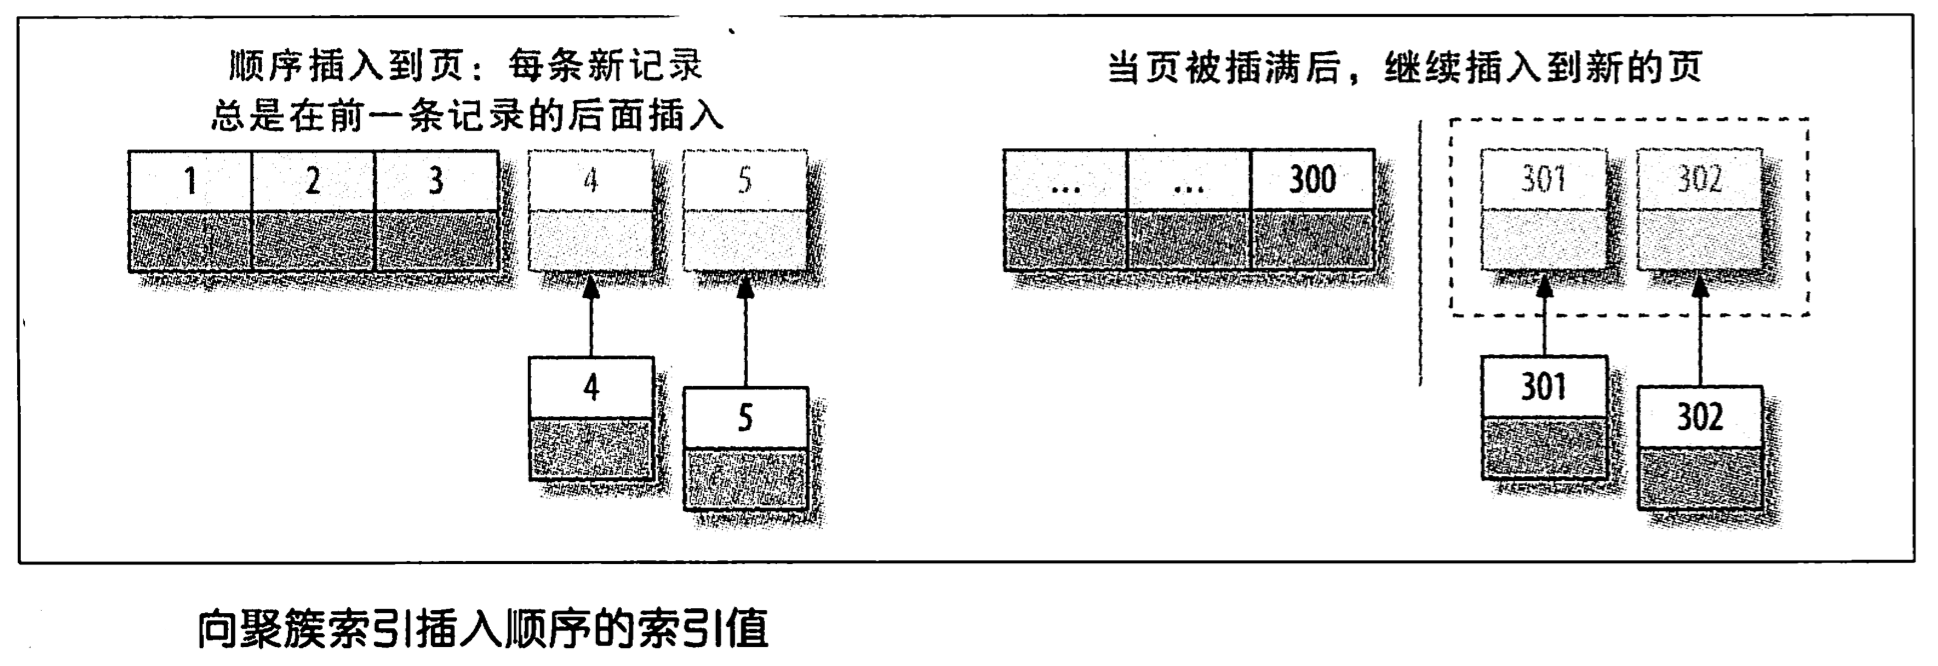 顺序插入到页：每条新记录
总是在前一条记录的后面插入
当页被插满后，继续插入到新的页
1 2 3 4 5
... ... 300 301 302
4
5
301
302
向聚簇索引插入顺序的索引值